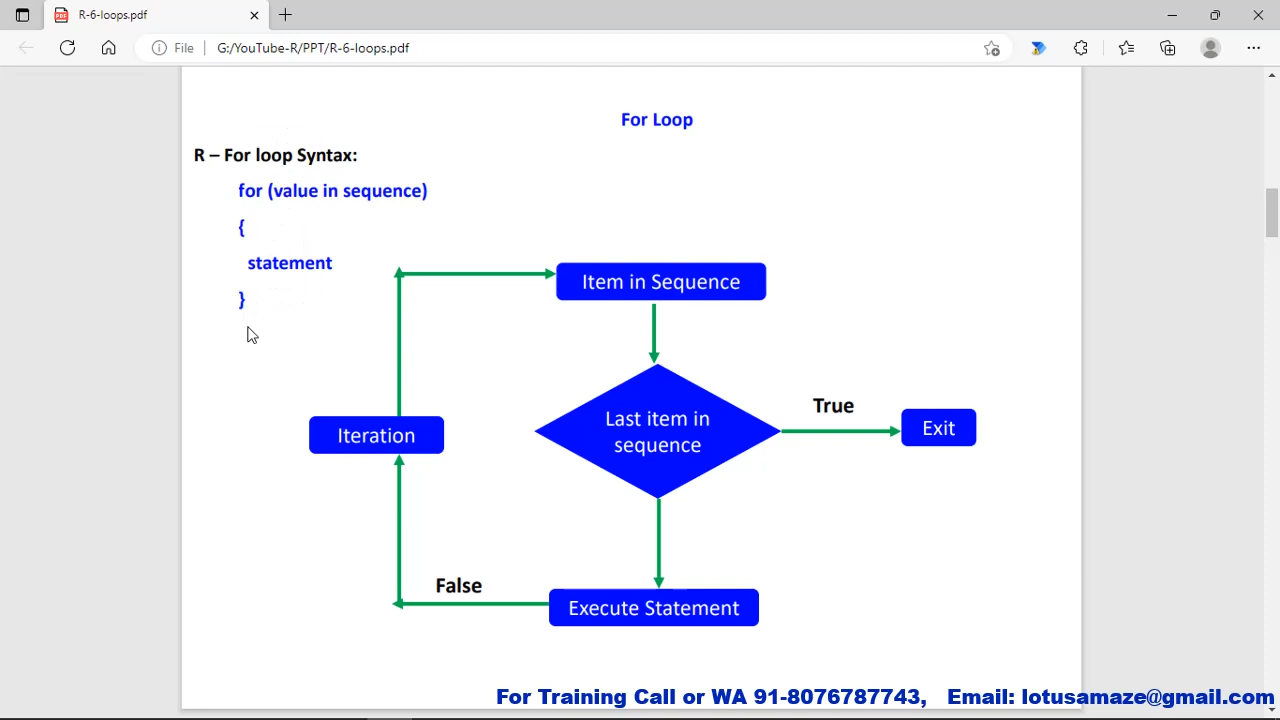 R-6-loops.pdf
File
G:/YouTube-R/PPT/R-6-loops.pdf
For Loop
R – For loop Syntax:
for (value in sequence)
{
statement
}
Item in Sequence
Last item in
sequence
True
Exit
Iteration
False
Execute Statement
For Training Call or WA 91-8076787743, Email: lotusamaze@gmail.com